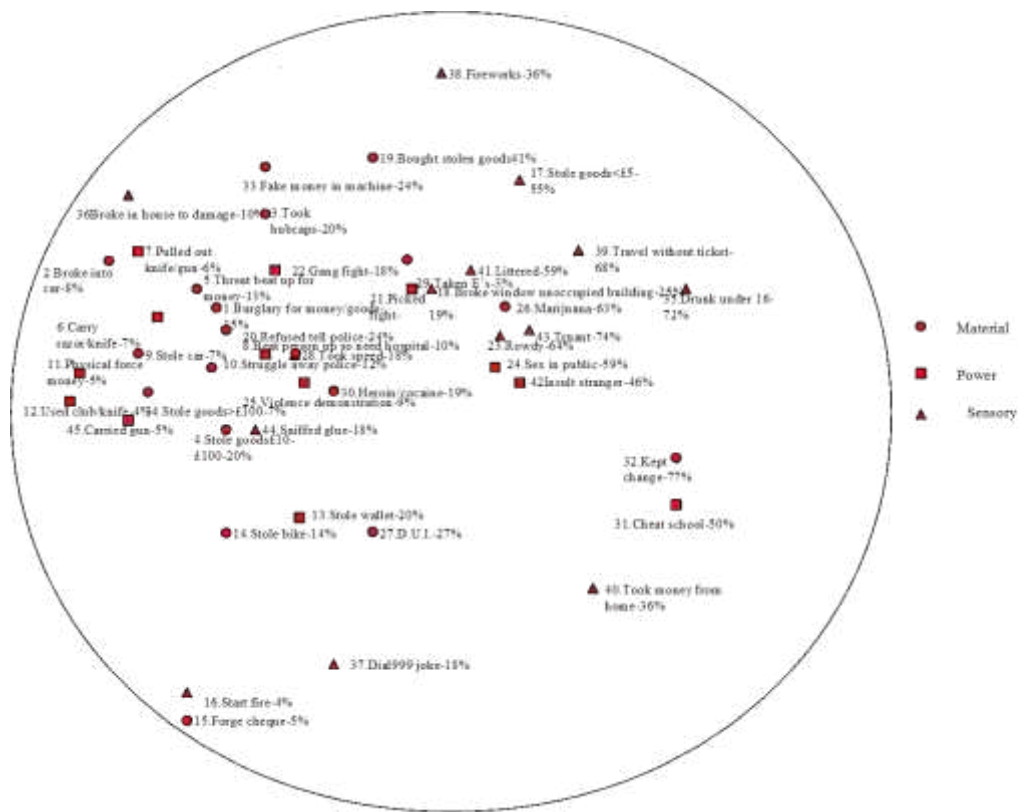 38.Fireworks-36%
19.Bought stolen goods41%
17.Stole goods<£5-
55%
33.Fake money in machine-24%
36Broke in house to damage-10%
3.Took
hubcaps-20%
7.Pulled out
knife/gun-6%
39.Travel without ticket-
68%
2.Broke into
car-8%
22.Gang fight-18%
41.Littered-59%
5.Threat beat up for
money-13%
29.Taken E's-3%
18.Broke window unoccupied building-25%
35.Drunk under 16-
72%
1.Burglary for money/goods-
21.Picked
fight-
19%
26.Marijuana-63%
6.Carry
knife-7%
20.Refused tell police-24%
43.Truant-74%
23.Rowdy-64%
8.Beat person up so need hospital-10%
9.Stole car-7%
28.Took speed-18%
11.Physical force
money-5%
10.Struggle away police-12%
24.Sex in public-59%
42Insult stranger-46%
12.Used club/knife-4%
34.Stole goods>£100-7%
25.Violence demonstration-9%
30.Heroin/cocaine-19%
45.Carried gun-5%
4.Stole goods£10-
£100-20%
44.Sniffed glue-18%
32.Kept
change-77%
13.Stole wallet-20%
31.Cheat school-50%
14.Stole bike-14%
27.D.U.I.-27%
40.Took money from
home-36%
37.Dial999 joke-18%
16.Start fire-4%
15.Forge cheque-5%
Material
Power
Sensory